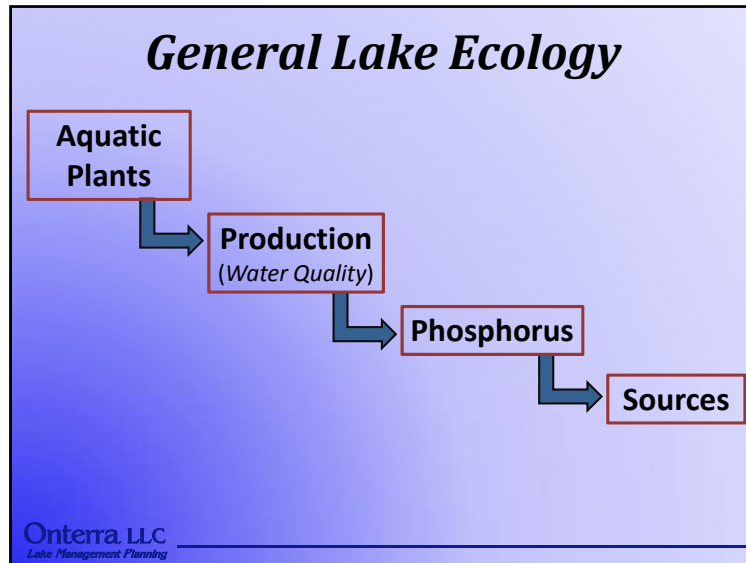 General Lake Ecology
Aquatic
Plants
Production
(Water Quality)
Phosphorus
Sources
Onterra, LLC
Lake Management Planning